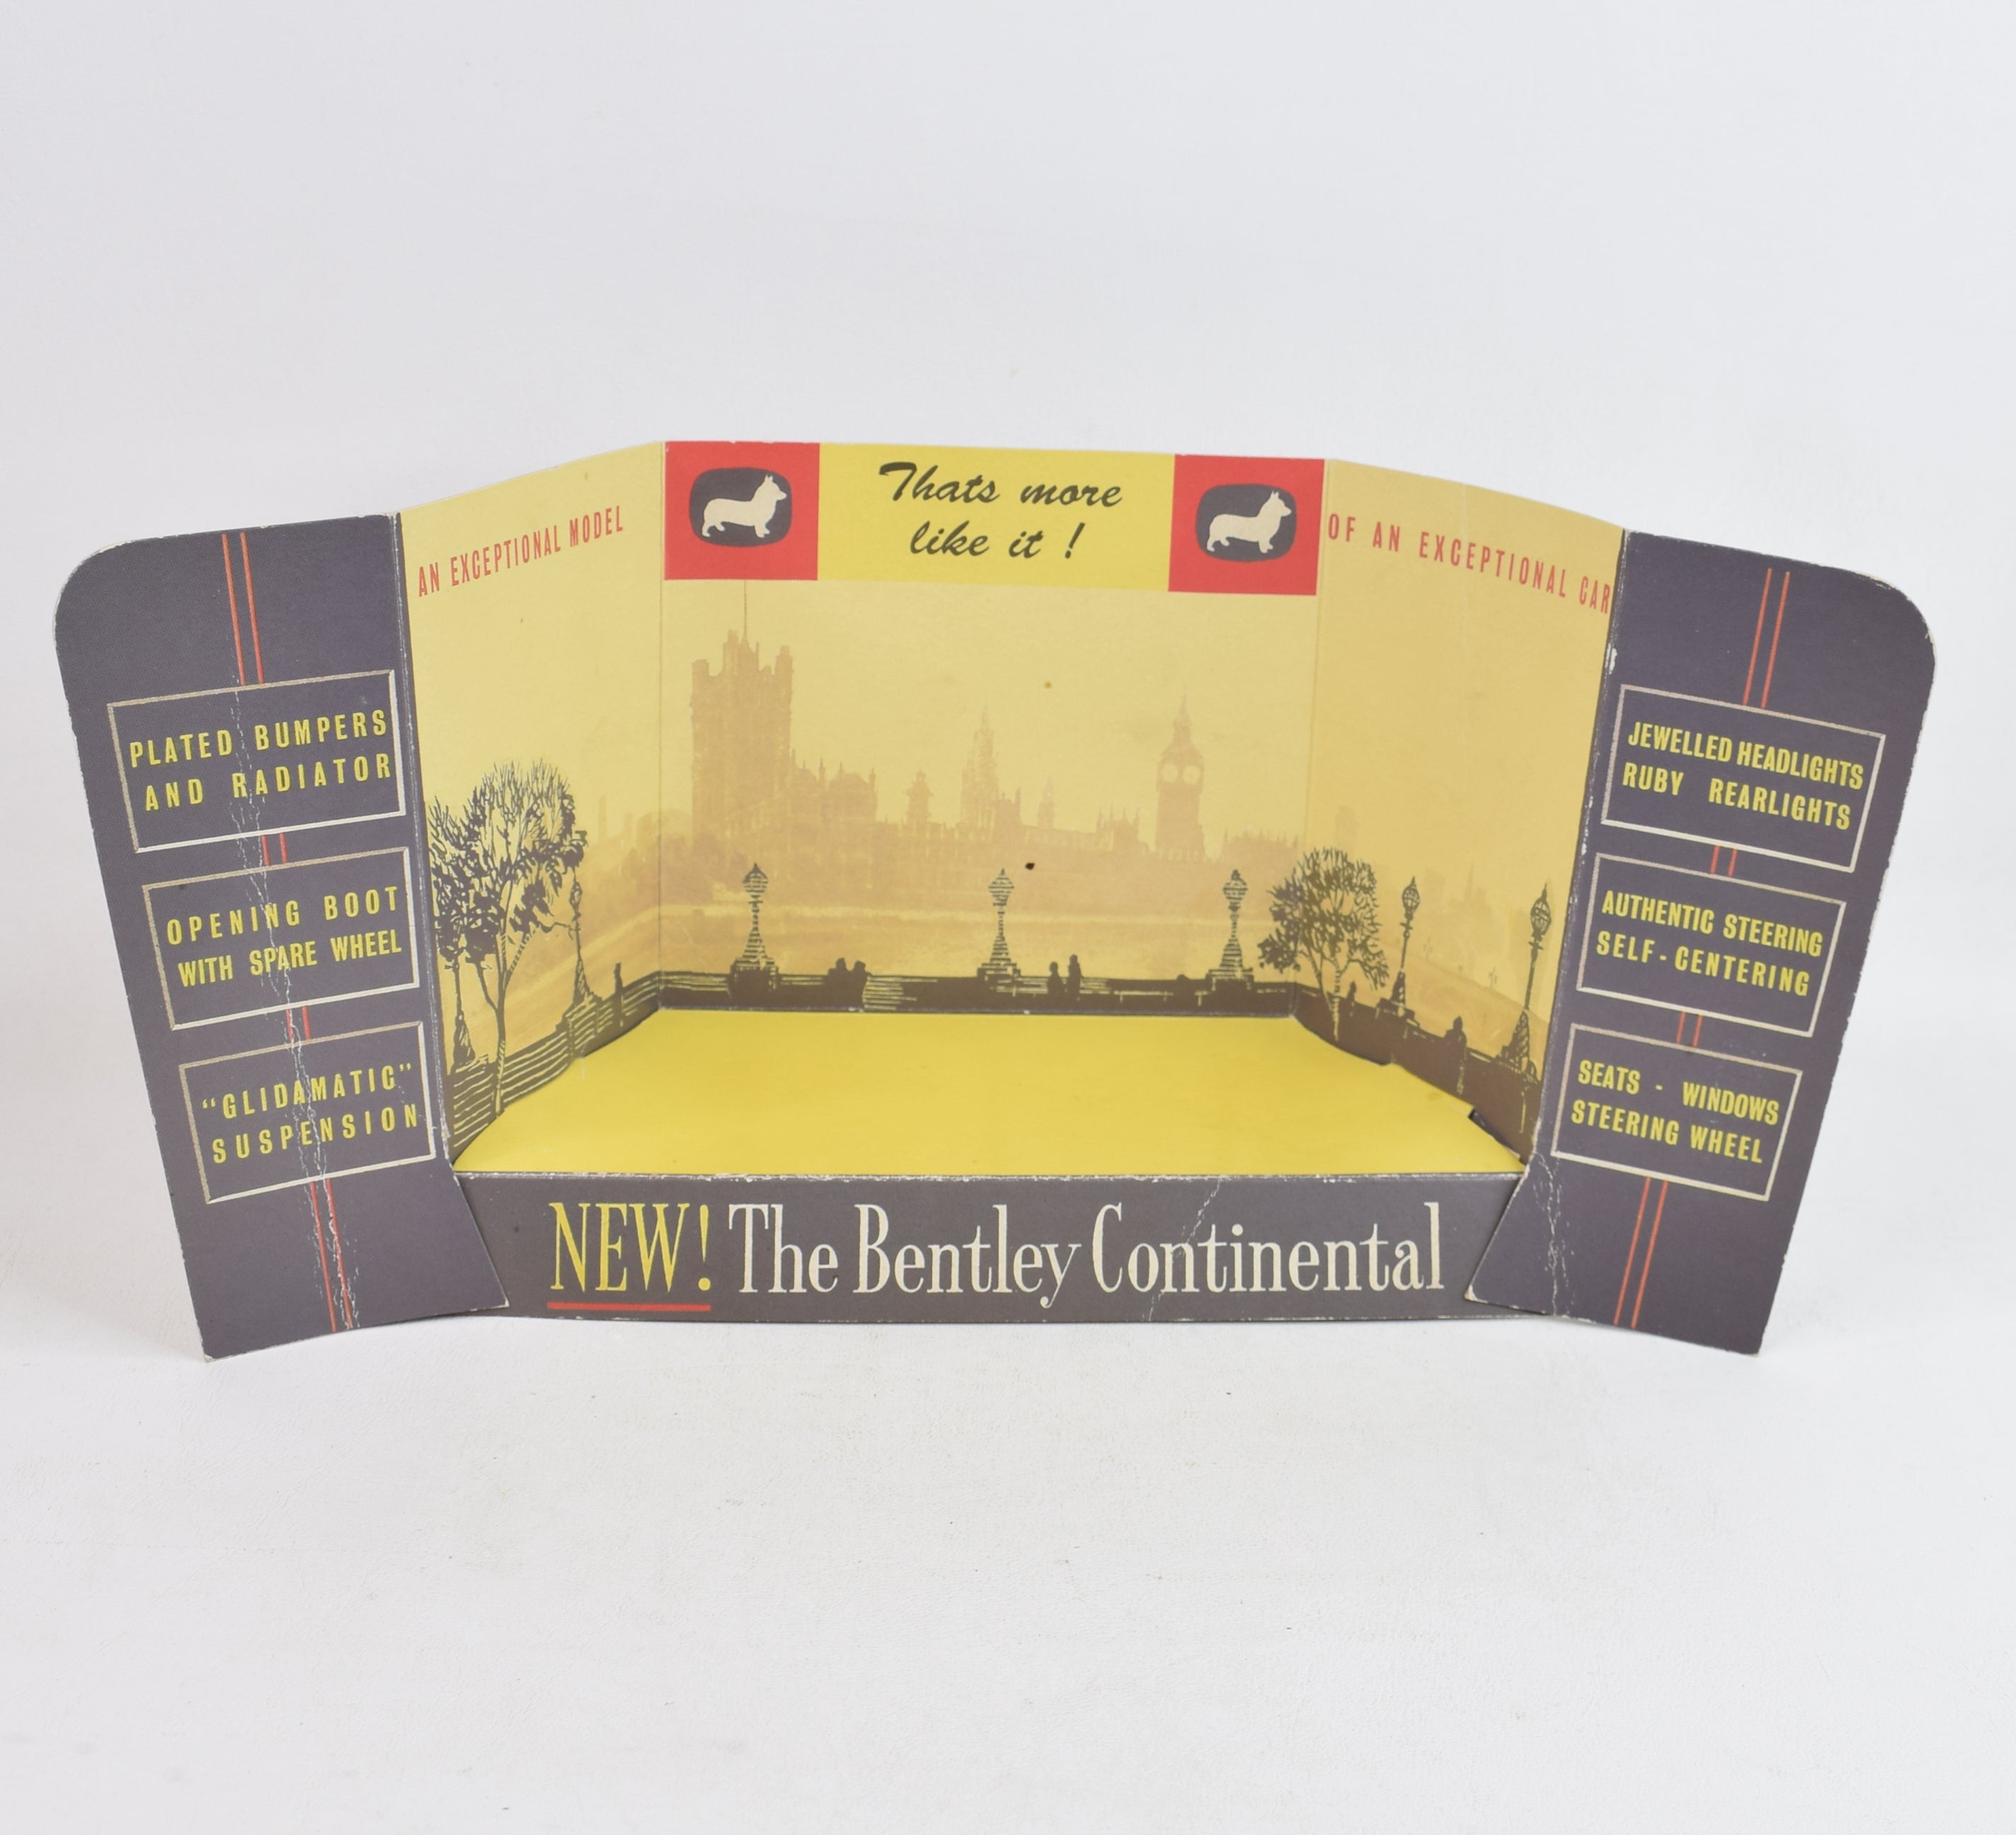 AN EXCEPTIONAL MODEL
Thats more
like it !
OF AN EXCEPTIONAL CAR
PLATED BUMPERS
AND RADIATOR
OPENING BOOT
WITH SPARE WHEEL
"GLIDAMATIC"
SUSPENSION
JEWELLED HEADLIGHTS
RUBY REARLIGHTS
AUTHENTIC STEERING
SELF - CENTERING
SEATS - WINDOWS
STEERING WHEEL
NEW! The Bentley Continental